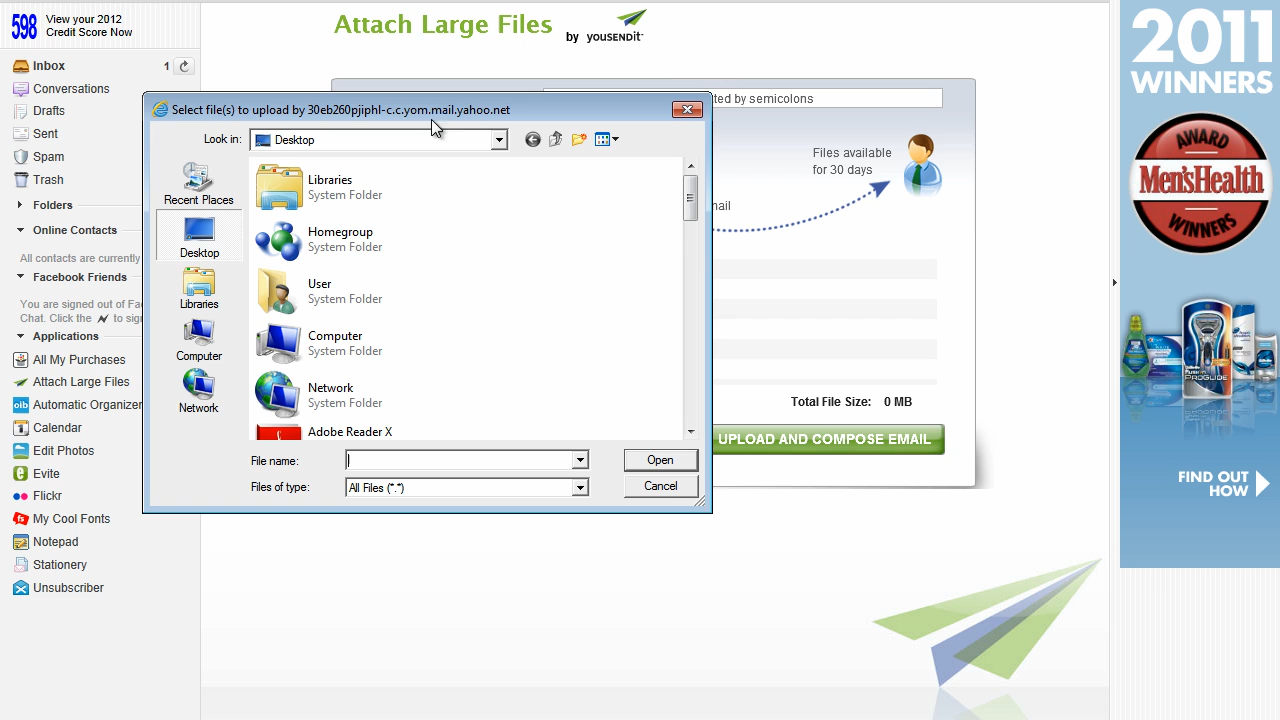 598
View your 2012
Credit Score Now
Inbox
1
Conversations
Drafts
Sent
Spam
Trash
Folders
Online Contacts
All contacts are currently
Facebook Friends
You are signed out of Fac
Chat. Click the to sig
Applications
All My Purchases
Attach Large Files
oib Automatic Organizer
Calendar
Edit Photos
Evite
Flickr
fs My Cool Fonts
Notepad
Stationery
Unsubscriber
Attach Large Files
by YOUSENDIT
ted by semicolons
Files available
for 30 days
mail
Total File Size: 0 MB
UPLOAD AND COMPOSE EMAIL
Select file(s) to upload by 30eb260pjiphl-c.c.yom.mail.yahoo.net
Look in:
Desktop
Recent Places
Desktop
Libraries
Computer
Network
Libraries
System Folder
Homegroup
System Folder
User
System Folder
Computer
System Folder
Network
System Folder
Adobe Reader X
File name:
Open
Files of type:
All Files (*.*)
Cancel
2011
WINNERS
AWARD
Men'sHealth
WINNERS
PROGLIDE
FIND OUT
HOW